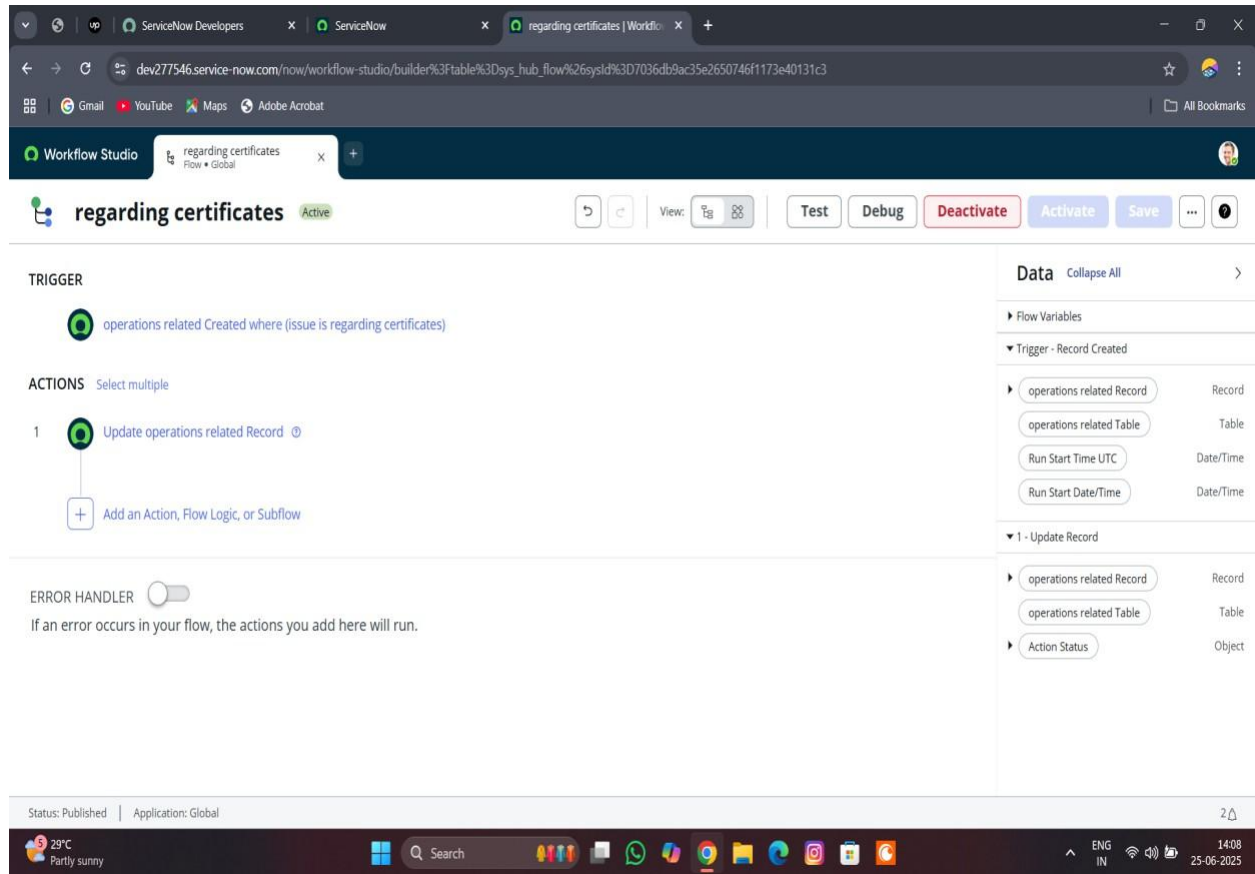 ServiceNow Developers
ServiceNow
regarding certificates | Workflo
dev277546.service-now.com/now/workflow-studio/builder%3Ftable%3Dsys_hub_flow%26sysId%3D7036db9ac35e2650746f1173e40131c3
Gmail YouTube Maps Adobe Acrobat All Bookmarks
Workflow Studio
regarding certificates
Flow • Global
regarding certificates Active View: Test Debug Deactivate Activate Save
Data Collapse All
TRIGGER
operations related Created where (issue is regarding certificates)
ACTIONS Select multiple
1 Update operations related Record
Add an Action, Flow Logic, or Subflow
ERROR HANDLER
If an error occurs in your flow, the actions you add here will run.
Flow Variables
Trigger - Record Created
operations related Record Record
operations related Table Table
Run Start Time UTC Date/Time
Run Start Date/Time Date/Time
1 - Update Record
operations related Record Record
operations related Table Table
Action Status Object
Status: Published | Application: Global 2
5 29°C
Partly sunny
Search
ENG
IN
14:08
25-06-2025